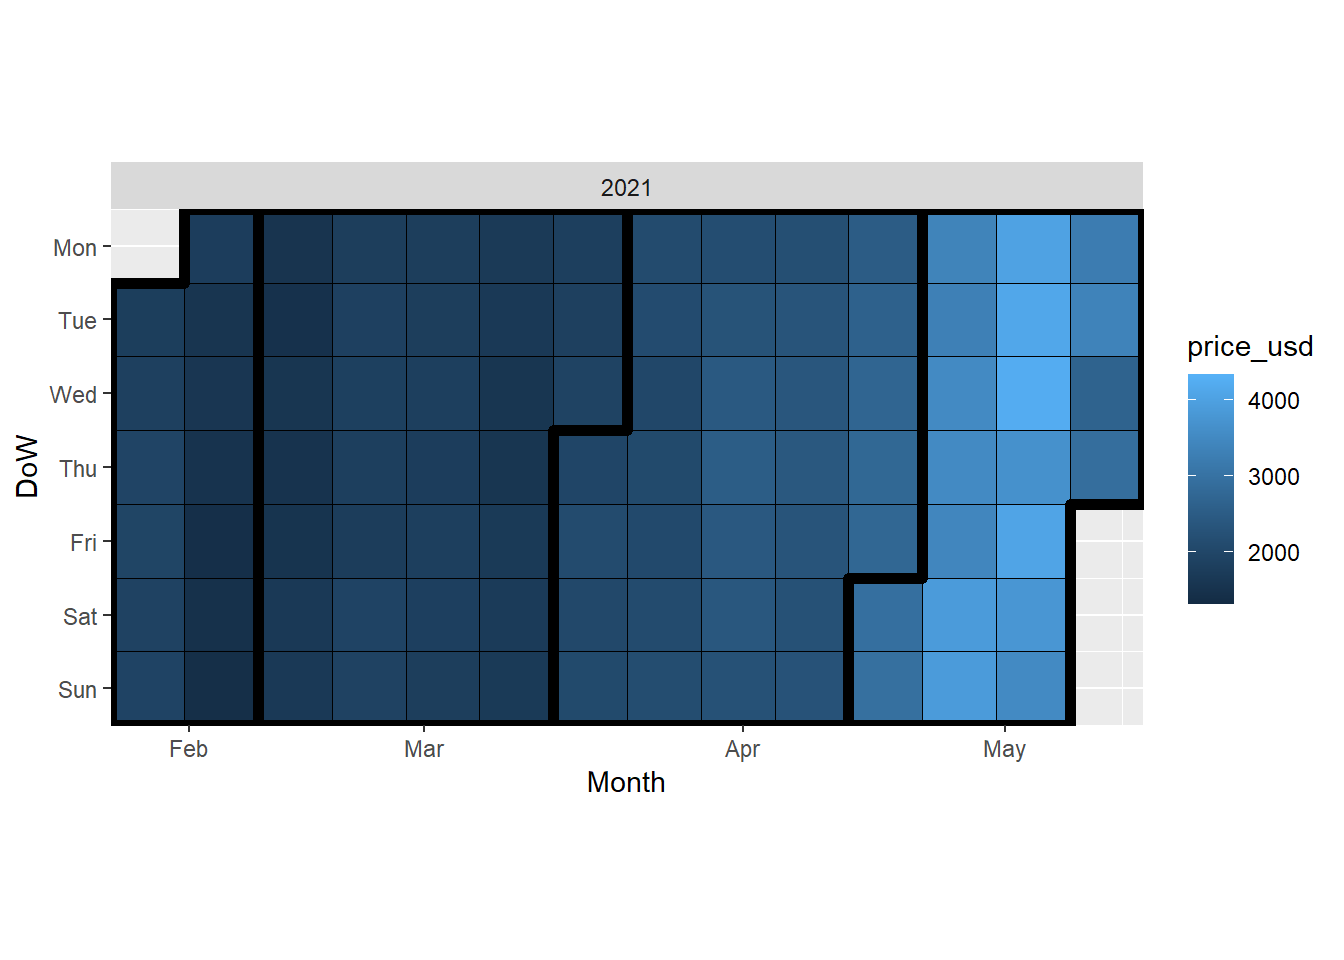 2021
Mon
Tue
Wed
Thu
Fri
Sat
Sun
DoW
Feb Mar Apr May
Month
price_usd
4000
3000
2000